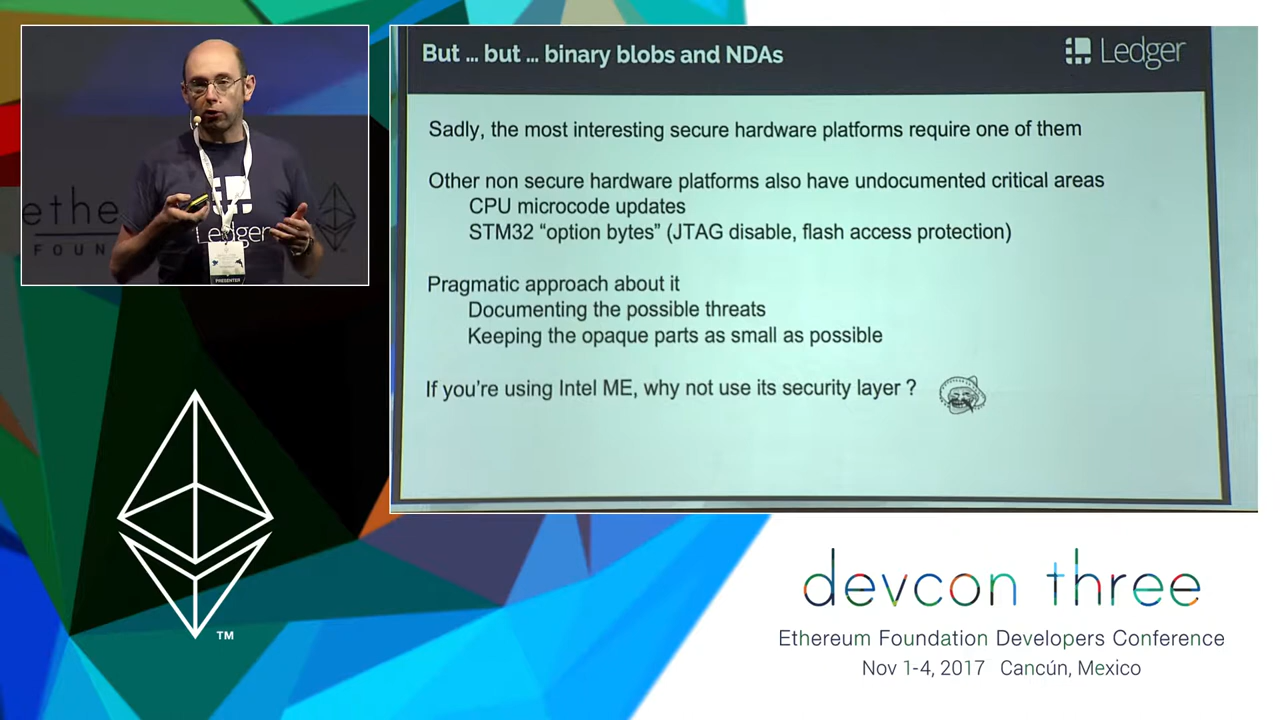 But ... but ... binary blobs and NDAs
Ledger
Sadly, the most interesting secure hardware platforms require one of them
Other non secure hardware platforms also have undocumented critical areas
CPU microcode updates
STM32 “option bytes” (JTAG disable, flash access protection)
Pragmatic approach about it
Documenting the possible threats
Keeping the opaque parts as small as possible
If you're using Intel ME, why not use its security layer ?
ethe
FOUN
Ledger
PRESENTER
TM
devcon three
Ethereum Foundation Developers Conference
Nov 1-4, 2017 Cancún, Mexico